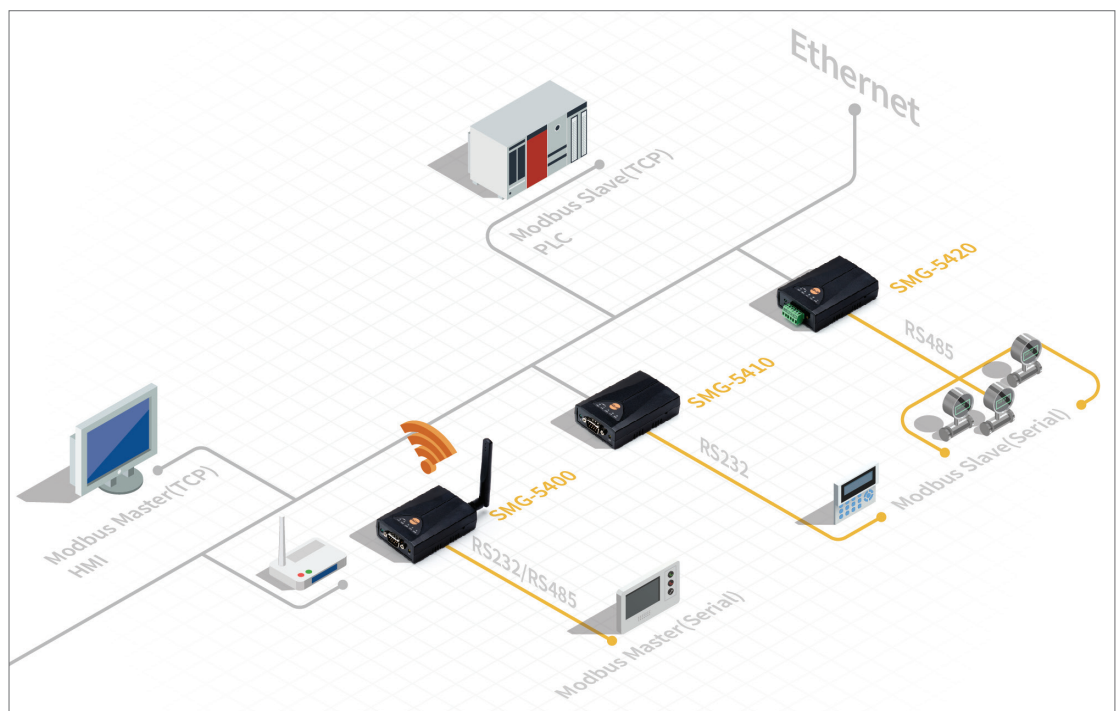 Ethernet
Modbus Slave(TCP)
PLC
SMG-5420
RS485
SMG-5410
RS232
Modbus Slave(Serial)
Modbus Master(TCP)
HMI
SMG-5400
RS232/RS485
Modbus Master(Serial)